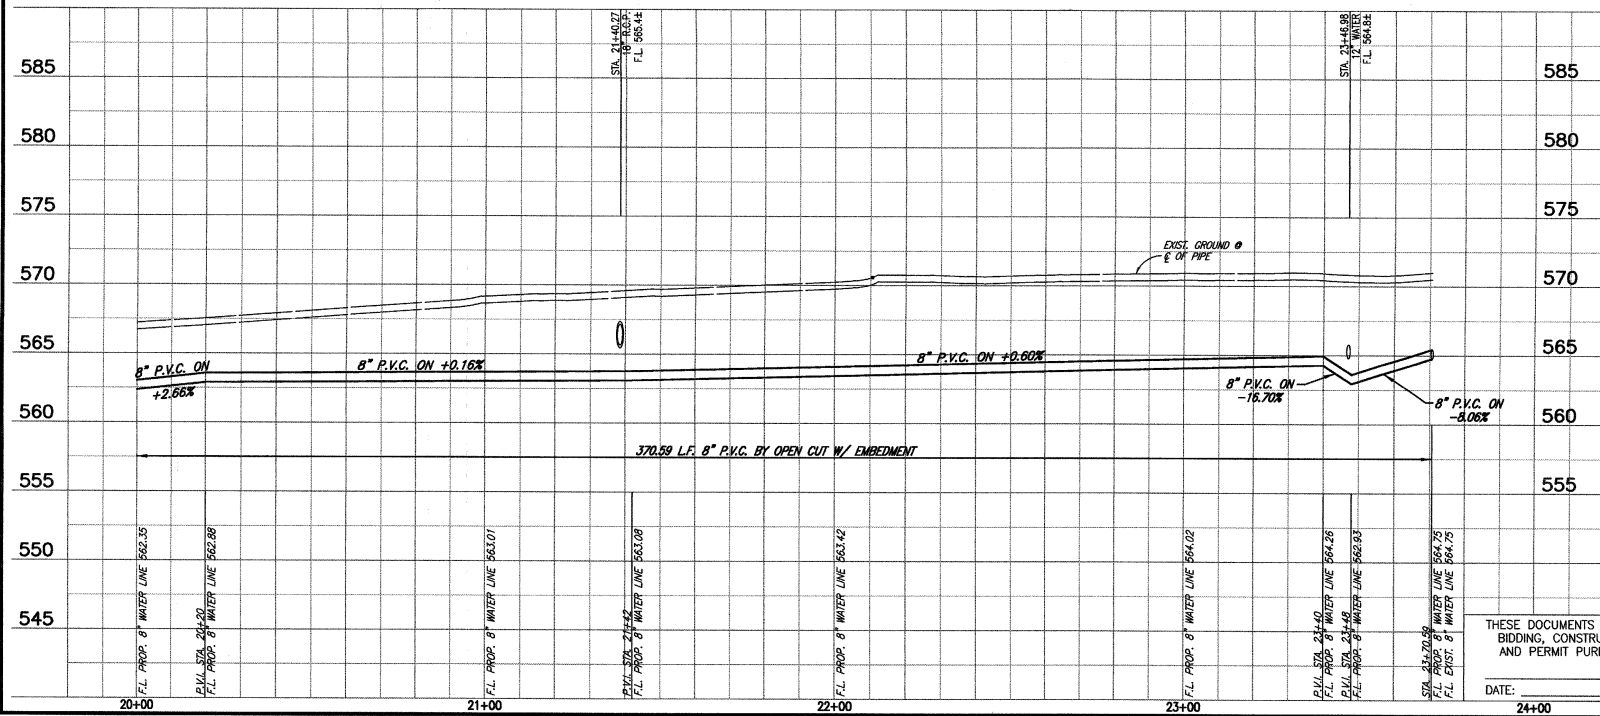 STA. 21+40.27
18" R.C.P.
F.L. 565.4±
STA. 23+46.98
12" WATER
F.L. 564.8±
585
585
580
580
575
575
EXIST. GROUND @
℄ OF PIPE
570
570
565
565
8" P.V.C. ON
+2.66%
8" P.V.C. ON +0.16%
8" P.V.C. ON +0.60%
8" P.V.C. ON
-16.70%
8" P.V.C. ON
-8.06%
560
560
370.59 L.F. 8" P.V.C. BY OPEN CUT W/ EMBEDMENT
555
555
550
545
F.L. PROP. 8" WATER LINE 562.35
P.V.I. STA. 20+20
F.L. PROP. 8" WATER LINE 562.88
F.L. PROP. 8" WATER LINE 563.01
P.V.I. STA. 21+42
F.L. PROP. 8" WATER LINE 563.08
F.L. PROP. 8" WATER LINE 563.42
F.L. PROP. 8" WATER LINE 564.02
P.V.I. STA. 23+40
F.L. PROP. 8" WATER LINE 564.26
P.V.I. STA. 23+48
F.L. PROP. 8" WATER LINE 562.93
STA. 23+70.59
F.L. PROP. 8" WATER LINE 564.75
F.L. EXIST. 8" WATER LINE 564.75
THESE DOCUMENTS
BIDDING, CONSTRU
AND PERMIT PUR
DATE:
20+00
21+00
22+00
23+00
24+00